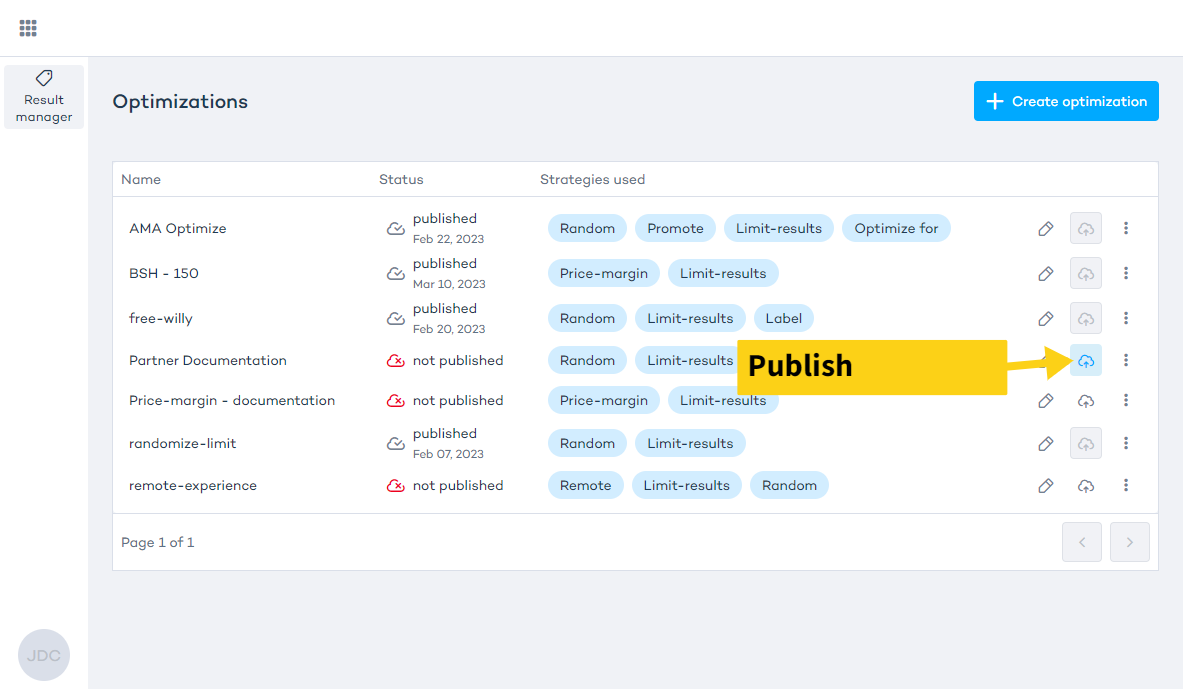 Result
manager
Optimizations
Create optimization
Name Status Strategies used
AMA Optimize published Feb 22, 2023 Random Promote Limit-results Optimize for
BSH - 150 published Mar 10, 2023 Price-margin Limit-results
free-willy published Feb 20, 2023 Random Limit-results Label
Partner Documentation not published Random Limit-results Publish
Price-margin - documentation not published Price-margin Limit-results
randomize-limit published Feb 07, 2023 Random Limit-results
remote-experience not published Remote Limit-results Random
Page 1 of 1
JDC